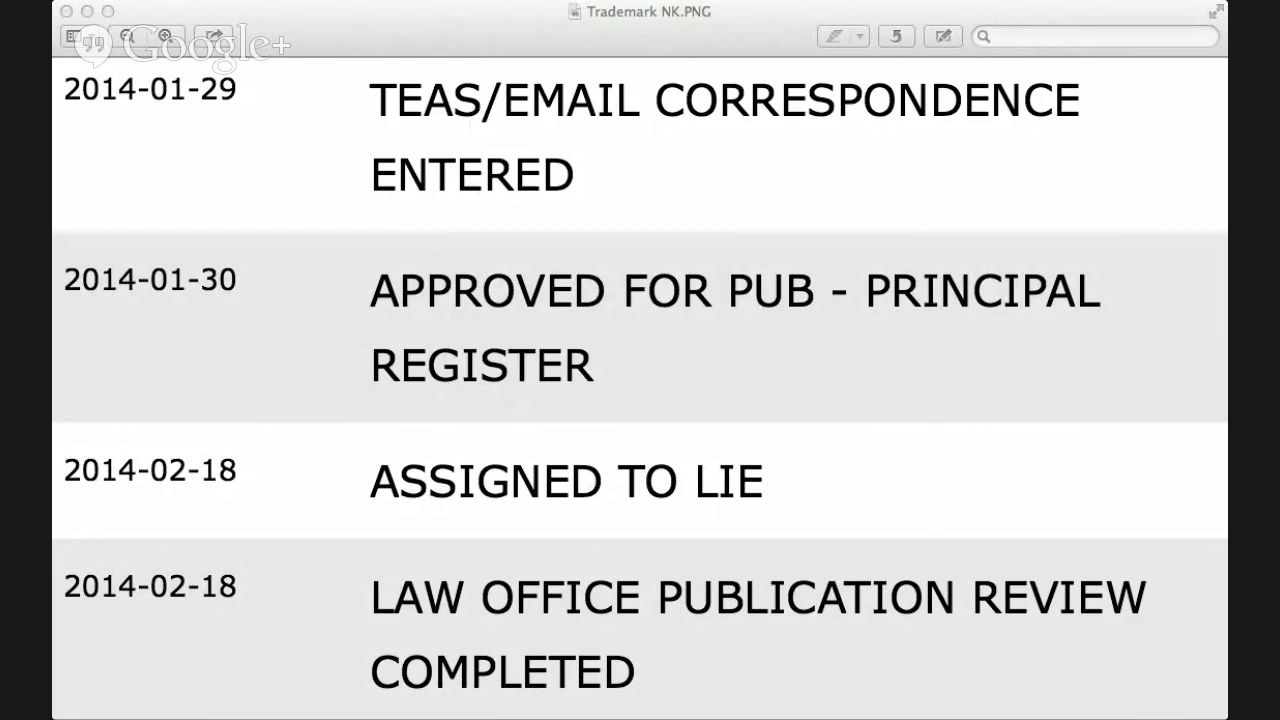 Trademark NK.PNG
Google+
2014-01-29
TEAS/EMAIL CORRESPONDENCE
ENTERED
2014-01-30
APPROVED FOR PUB - PRINCIPAL
REGISTER
2014-02-18
ASSIGNED TO LIE
2014-02-18
LAW OFFICE PUBLICATION REVIEW
COMPLETED